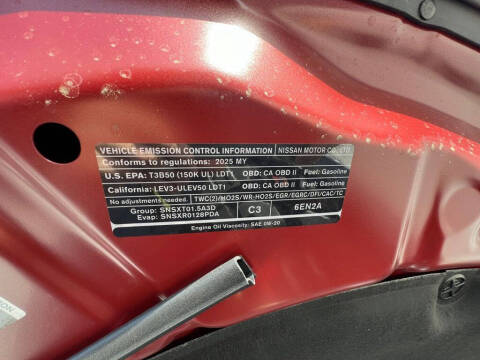 VEHICLE EMISSION CONTROL INFORMATION NISSAN MOTOR CO., LTD.
Conforms to regulations: 2025 MY
U.S. EPA: T3B50 (150K UL) LDT1 OBD: CA OBD II Fuel: Gasoline
California: LEV3-ULEV50 LDT1 OBD: CA OBD II Fuel: Gasoline
No adjustments needed. TWC(2)/HO2S/WR-HO2S/EGR/EGRC/DFI/CAC/TC
Group: SNSXT01.5A3D
Evap: SNSXR0128PDA
C3 6EN2A
Engine Oil Viscosity: SAE 0W-20